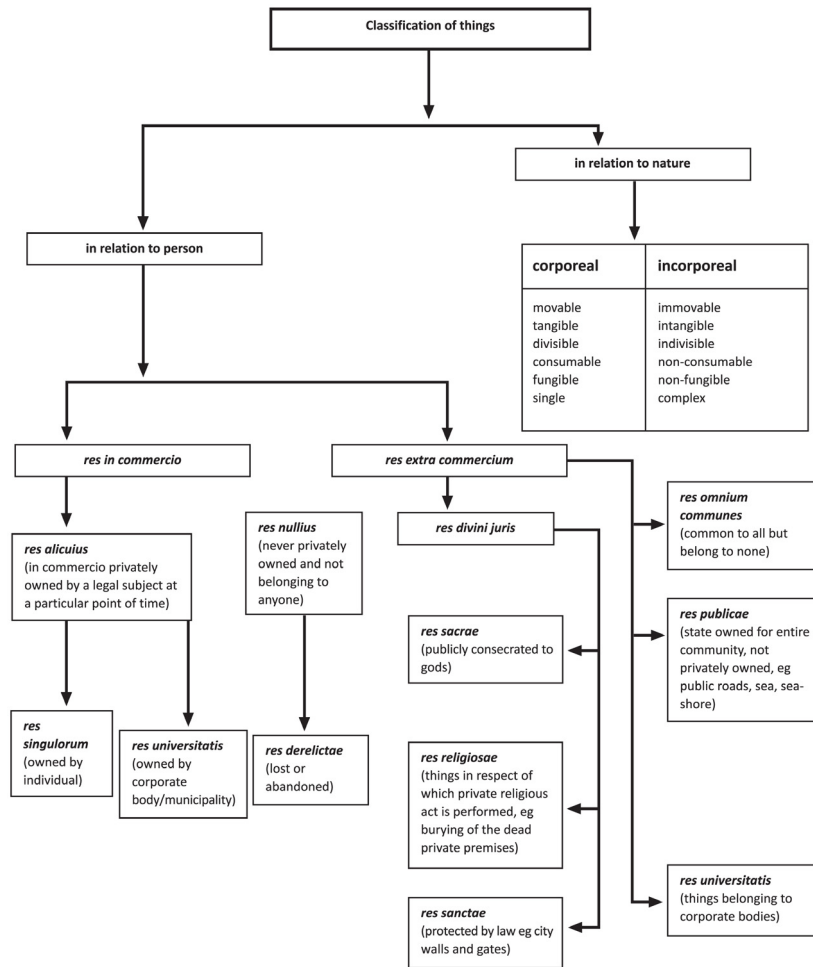 Classification of things
in relation to nature
in relation to person
corporeal
movable
tangible
divisible
consumable
fungible
single
incorporeal
immovable
intangible
indivisible
non-consumable
non-fungible
complex
res in commercio
res extra commercium
res alicuius
(in commercio privately
owned by a legal subject at
a particular point of time)
res nullius
(never privately
owned and not
belonging to
anyone)
res divini juris
res omnium
communes
(common to all but
belong to none)
res sacrae
(publicly consecrated to
gods)
res publicae
(state owned for entire
community, not
privately owned, eg
public roads, sea, sea-
shore)
res
singulorum
(owned by
individual)
res universitatis
(owned by
corporate
body/municipality)
res derelictae
(lost or
abandoned)
res religiosae
(things in respect of
which private religious
act is performed, eg
burying of the dead
private premises)
res sanctae
(protected by law eg city
walls and gates)
res universitatis
(things belonging to
corporate bodies)